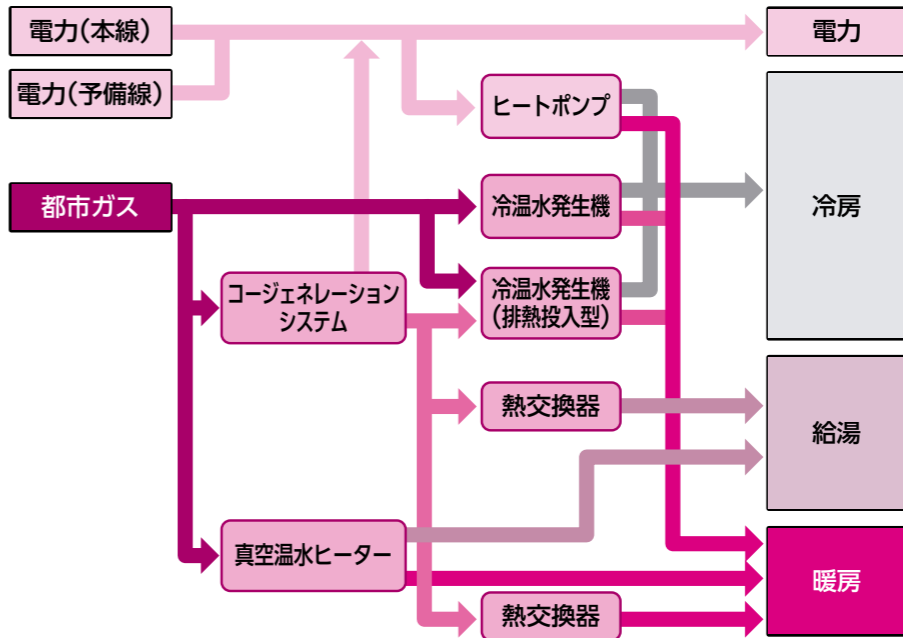 電力(本線)
電力
電力(予備線)
ヒートポンプ
都市ガス
冷温水発生機
冷房
コージェネレーション
システム
冷温水発生機
(排熱投入型)
熱交換器
給湯
真空温水ヒーター
暖房
熱交換器